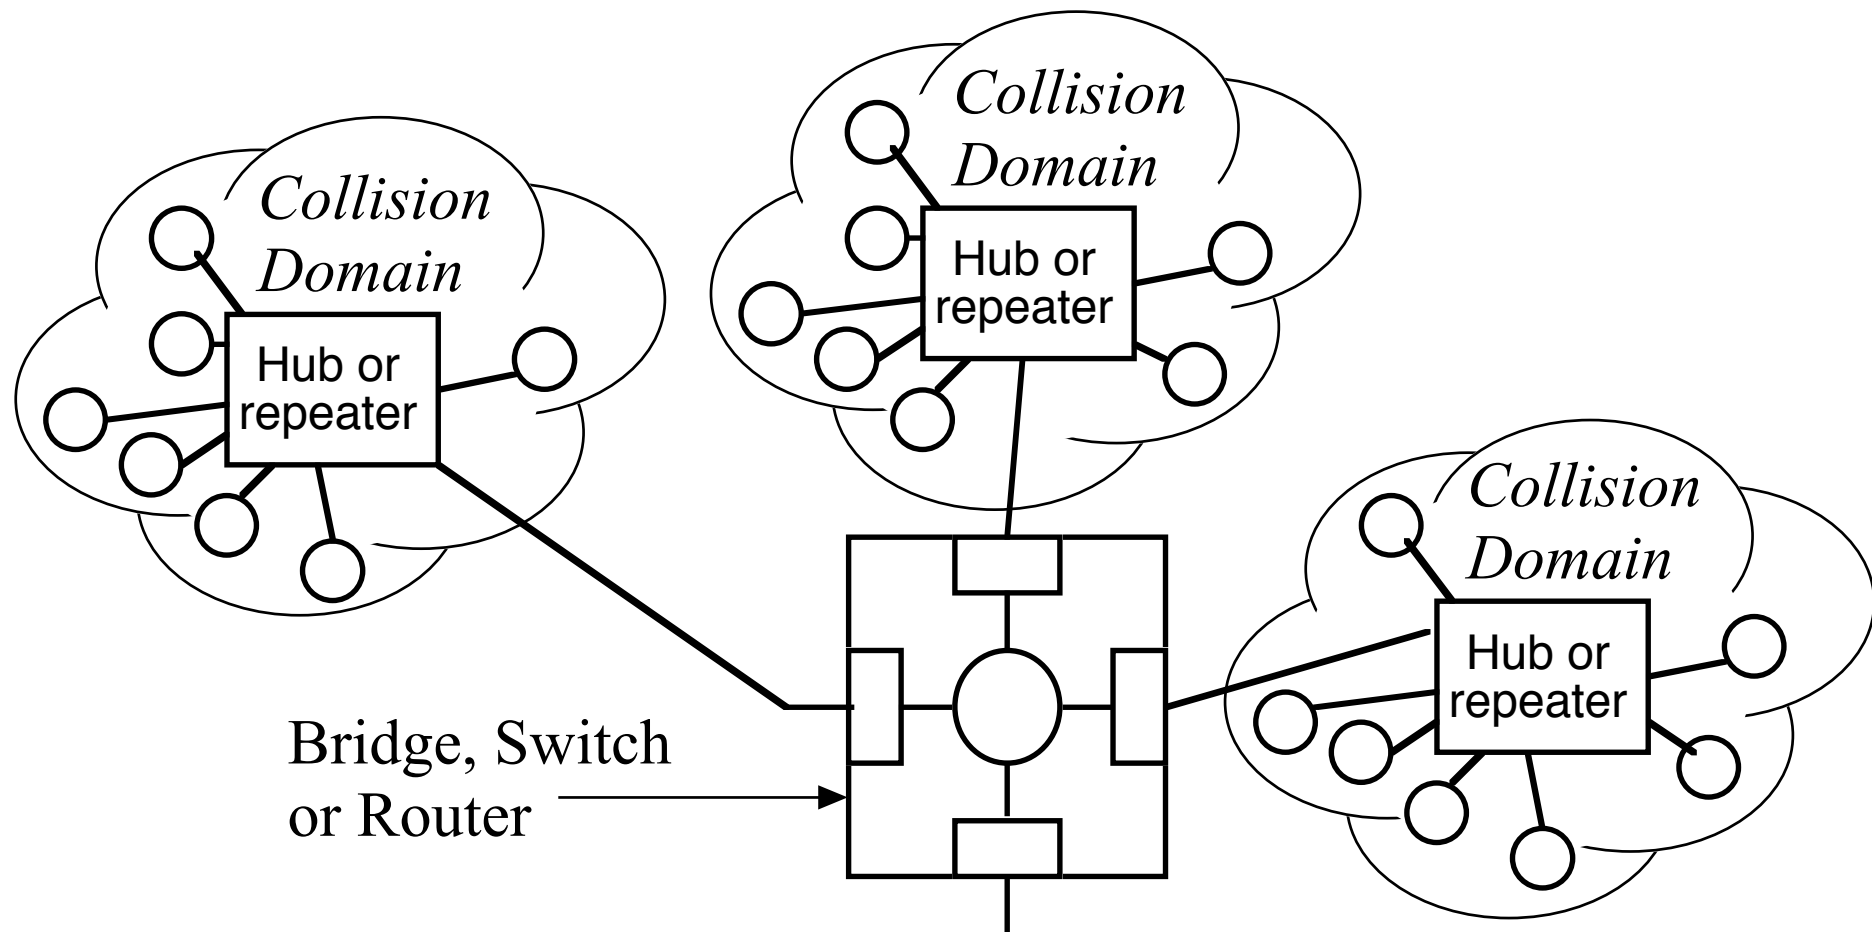 Collision
Domain
Hub or
repeater
Collision
Domain
Hub or
repeater
Collision
Domain
Hub or
repeater
Bridge, Switch
or Router